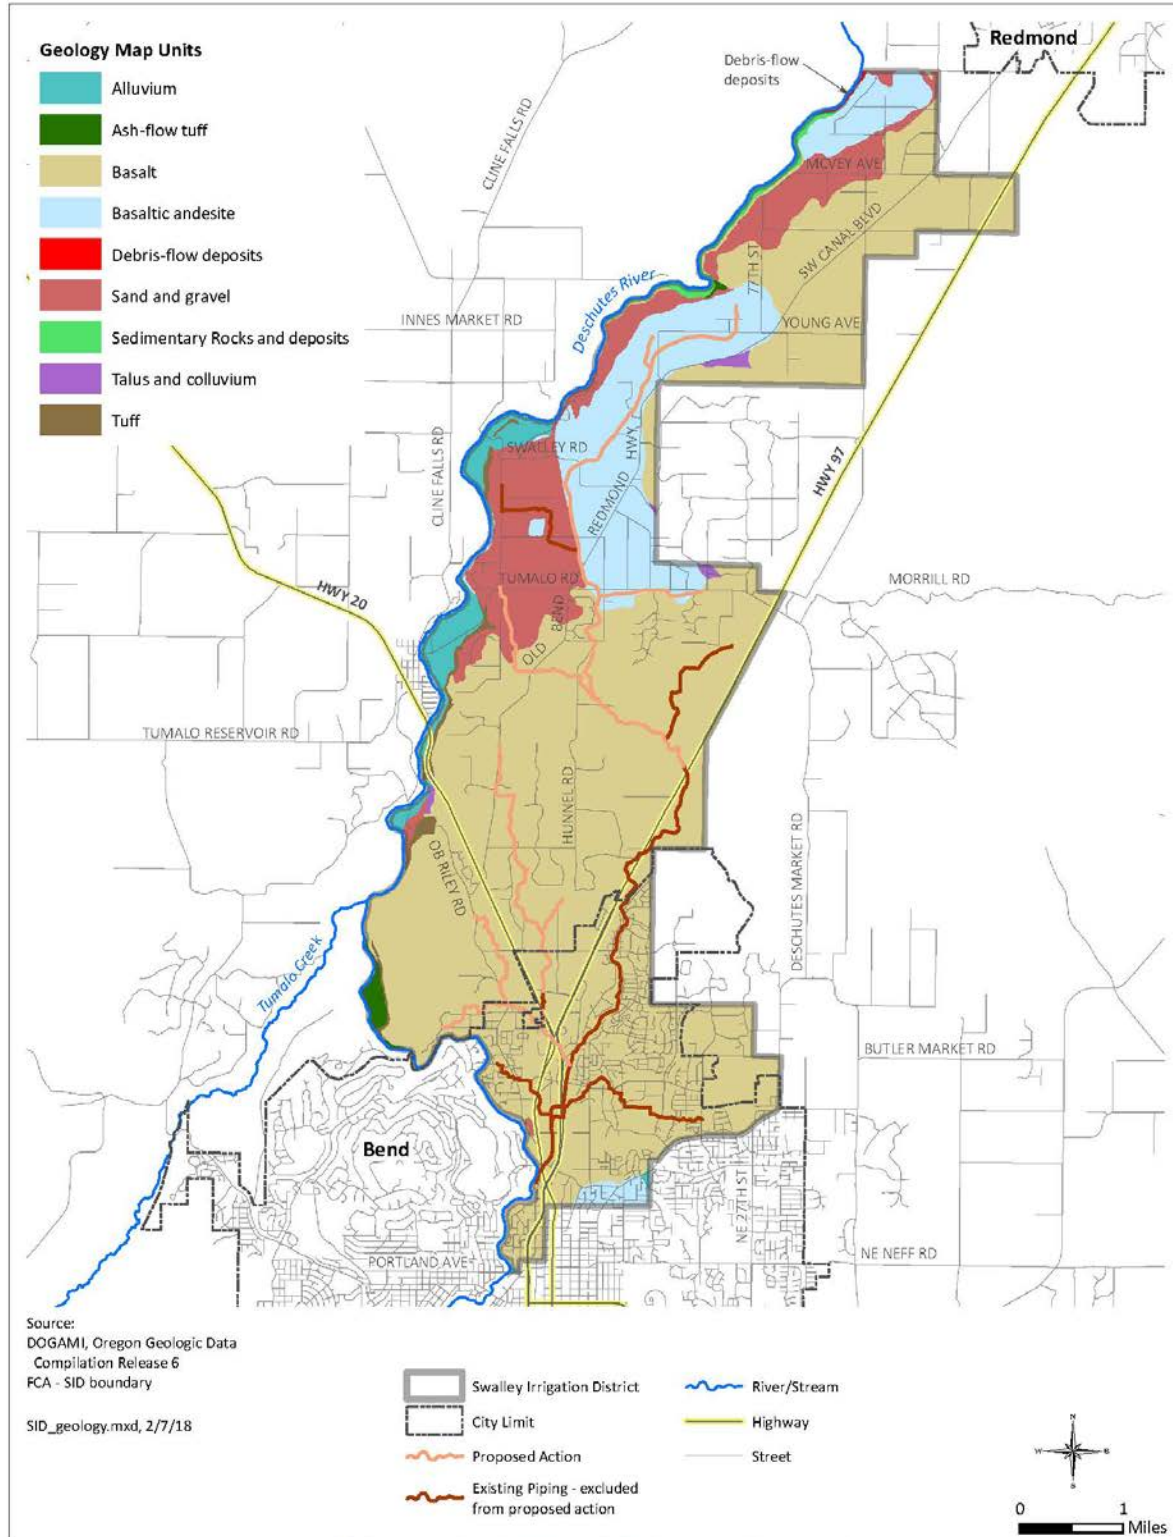 Geology Map Units
Alluvium
Ash-flow tuff
Basalt
Basaltic andesite
Debris-flow deposits
Sand and gravel
Sedimentary Rocks and deposits
Talus and colluvium
Tuff
Redmond
Debris-flow
deposits
CLINE FALLS RD
MCVEY AVE
SW CANAL BLVD
77TH ST
Deschutes River
INNES MARKET RD
YOUNG AVE
SWALLEY RD
CLINE FALLS RD
REDMOND
HWY
HWY 97
HWY 20
TUMALO RD
MORRILL RD
OLD
BEND
TUMALO RESERVOIR RD
HUNNEL RD
DESCHUTES MARKET RD
OB RILEY RD
Tumalo Creek
BUTLER MARKET RD
Bend
NE 27TH ST
NE NEFF RD
PORTLAND AVE
Source:
DOGAMI, Oregon Geologic Data
Compilation Release 6
FCA - SID boundary
SID_geology.mxd, 2/7/18
Swalley Irrigation District
City Limit
Proposed Action
Existing Piping - excluded
from proposed action
River/Stream
Highway
Street
N
W E
S
0 1
Miles